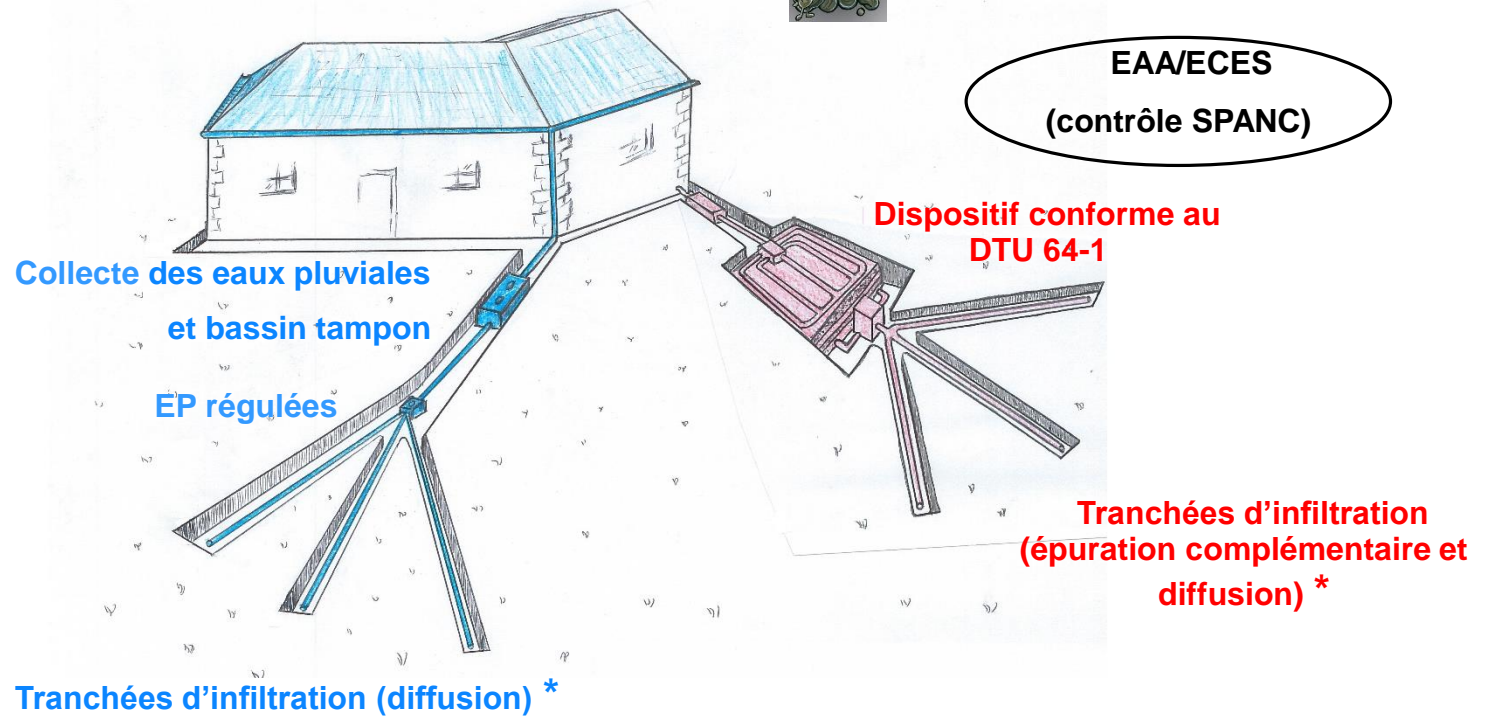 EAA/ECES
(contrôle SPANC)
Dispositif conforme au
DTU 64-1
Collecte des eaux pluviales
et bassin tampon
EP régulées
Tranchées d’infiltration
(épuration complémentaire et
diffusion) *
Tranchées d’infiltration (diffusion) *